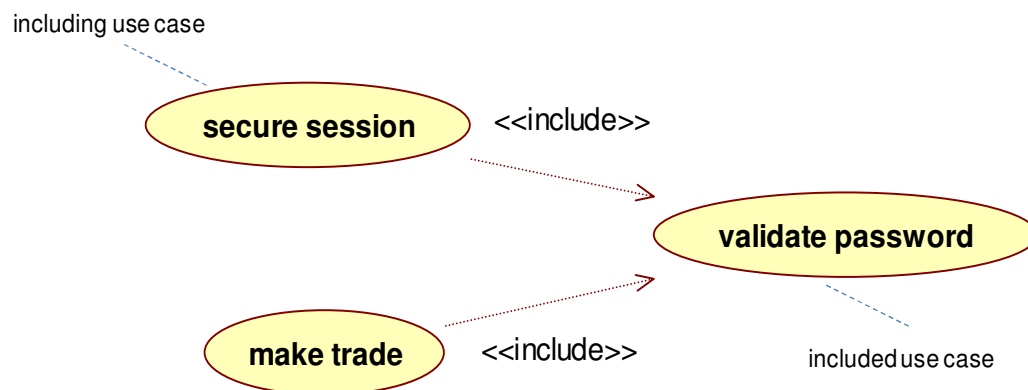 including use case
secure session
<<include>>
validate password
make trade
<<include>>
included use case